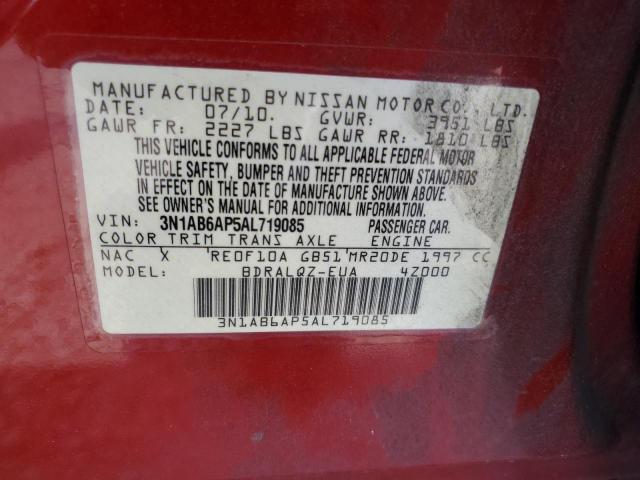 MANUFACTURED BY NISSAN MOTOR CO., LTD.
DATE: 07/10. GVWR: 3951 LBS
GAWR FR: 2227 LBS GAWR RR: 1810 LBS
THIS VEHICLE CONFORMS TO ALL APPLICABLE FEDERAL MOTOR
VEHICLE SAFETY, BUMPER AND THEFT PREVENTION STANDARDS
IN EFFECT ON THE DATE OF MANUFACTURE SHOWN ABOVE.
SEE OWNER'S MANUAL FOR ADDITIONAL INFORMATION.
VIN: 3N1AB6AP5AL719085 PASSENGER CAR.
COLOR TRIM TRANS AXLE ENGINE
NAC X 'RE0F10A GB51'MR20DE 1997 CC
MODEL: BDRALQZ-EUA 4Z000
3N1AB6AP5AL719085